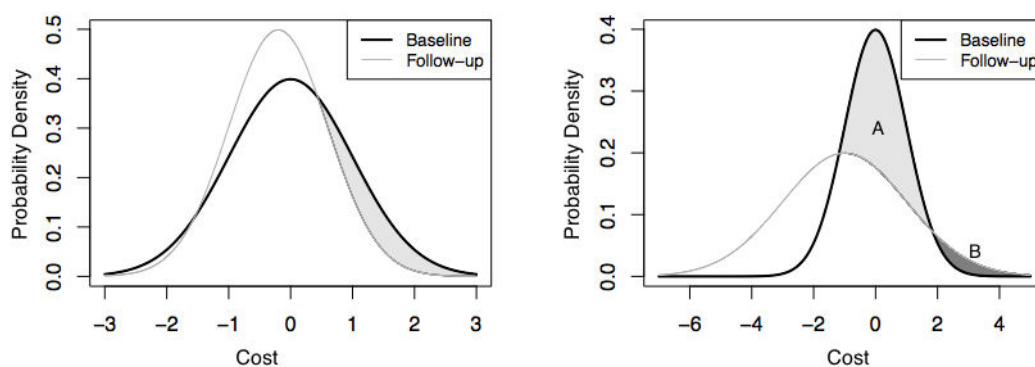 Baseline
Follow−up
Probability Density
0.0 0.1 0.2 0.3 0.4 0.5
−3 −2 −1 0 1 2 3
Cost
Baseline
Follow−up
A
B
Probability Density
0.0 0.1 0.2 0.3 0.4
−6 −4 −2 0 2 4
Cost